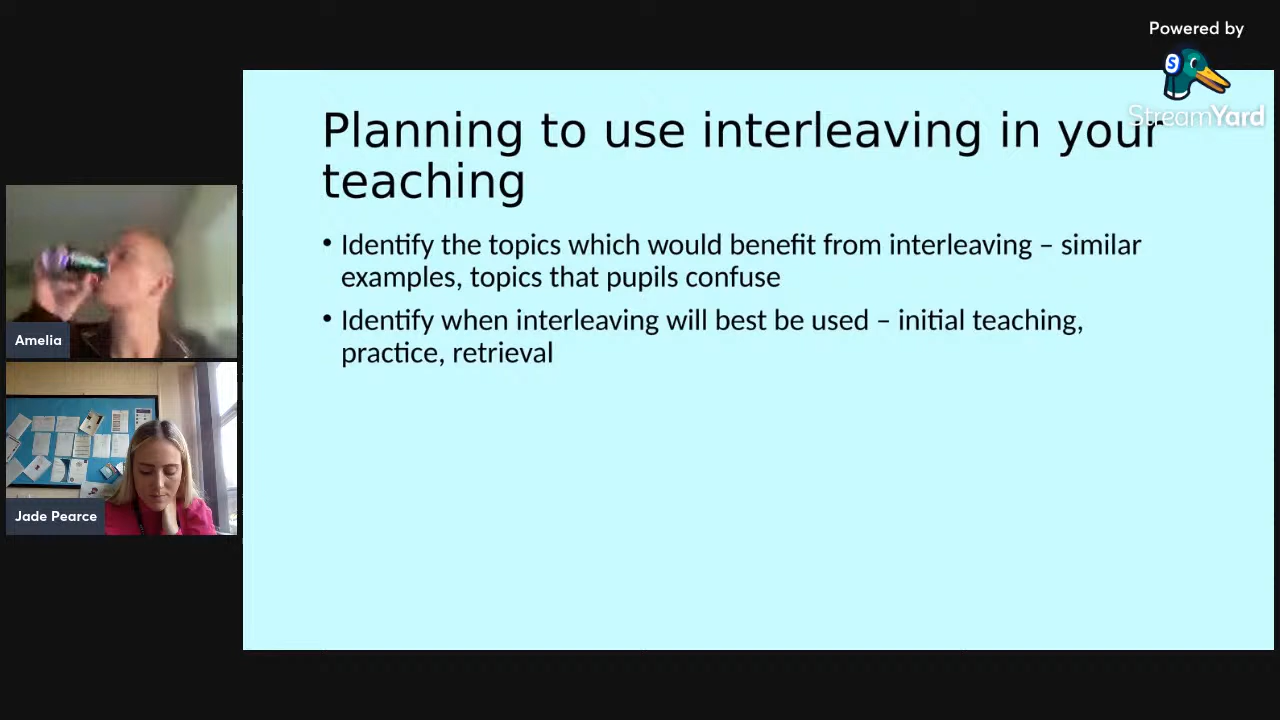 Powered by
S
StreamYard
Planning to use interleaving in your
teaching
• Identify the topics which would benefit from interleaving – similar
examples, topics that pupils confuse
• Identify when interleaving will best be used – initial teaching,
practice, retrieval
Amelia
Jade Pearce